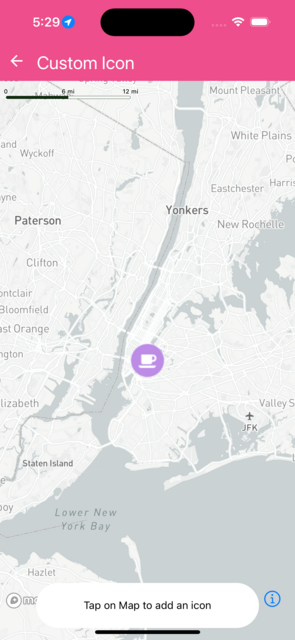 5:29
Custom Icon
0 6 mi 12 mi
Mount Pleasant
White Plains
Wyckoff
Eastchester
Harris
Yonkers
Paterson
New Rochelle
Clifton
ontclair
Bloomfield
ast Orange
ngton
lizabeth
Valley S
JFK
Staten Island
Lower New
York Bay
Hazlet
Tap on Map to add an icon